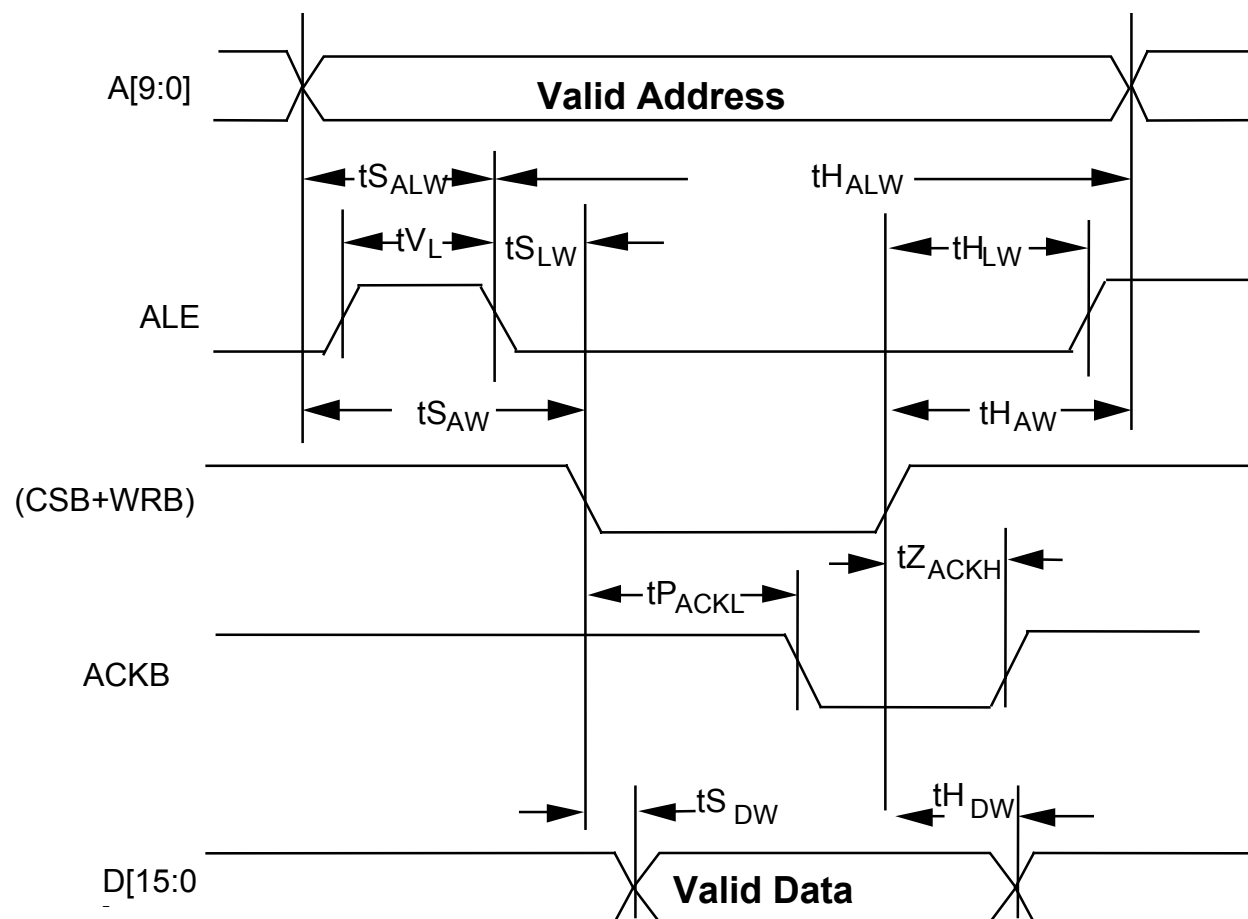 A[9:0]
Valid Address
tSALW
tHALW
tVL
tSLW
tHLW
ALE
tSAW
tHAW
(CSB+WRB)
tZACKH
tPACKL
ACKB
tS DW
tH DW
D[15:0
Valid Data